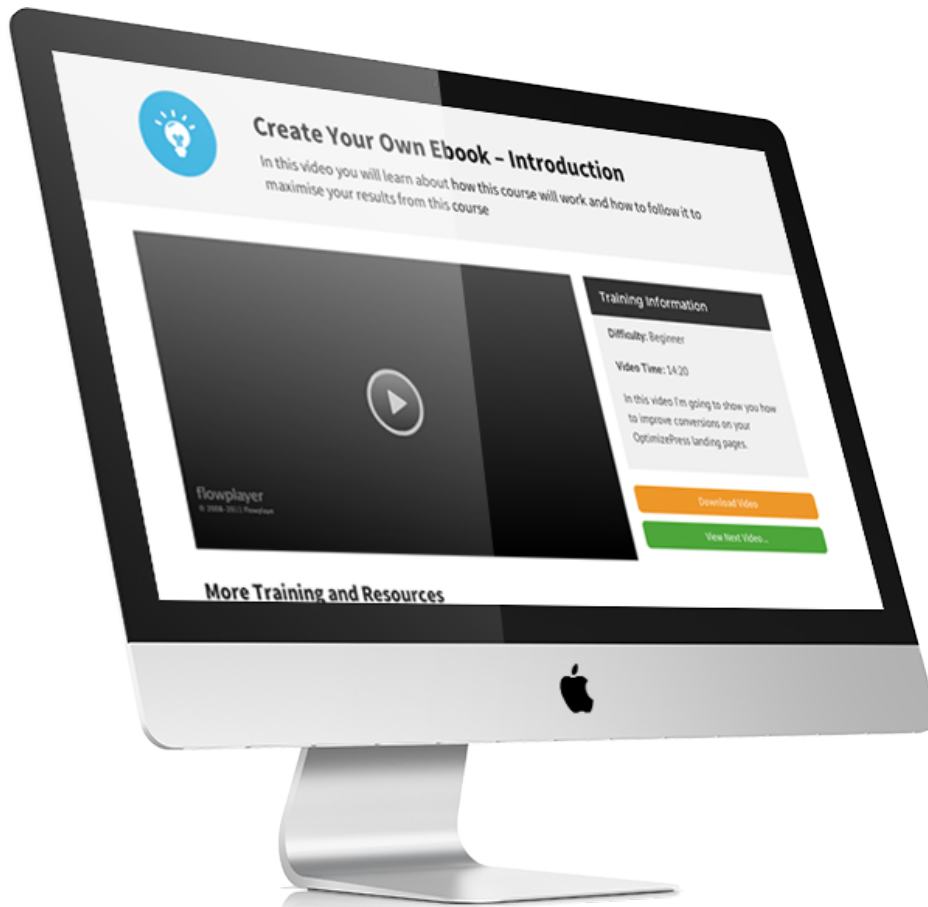 Create Your Own Ebook – Introduction
In this video you will learn about how this course will work and how to follow it to
maximise your results from this course
Training Information
Difficulty: Beginner
Video Time: 14:20
In this video I'm going to show you how
to improve conversions on your
OptimizePress landing pages.
flowplayer
© 2008-2011 Flowplayer
Download Video
View Next Video...
More Training and Resources